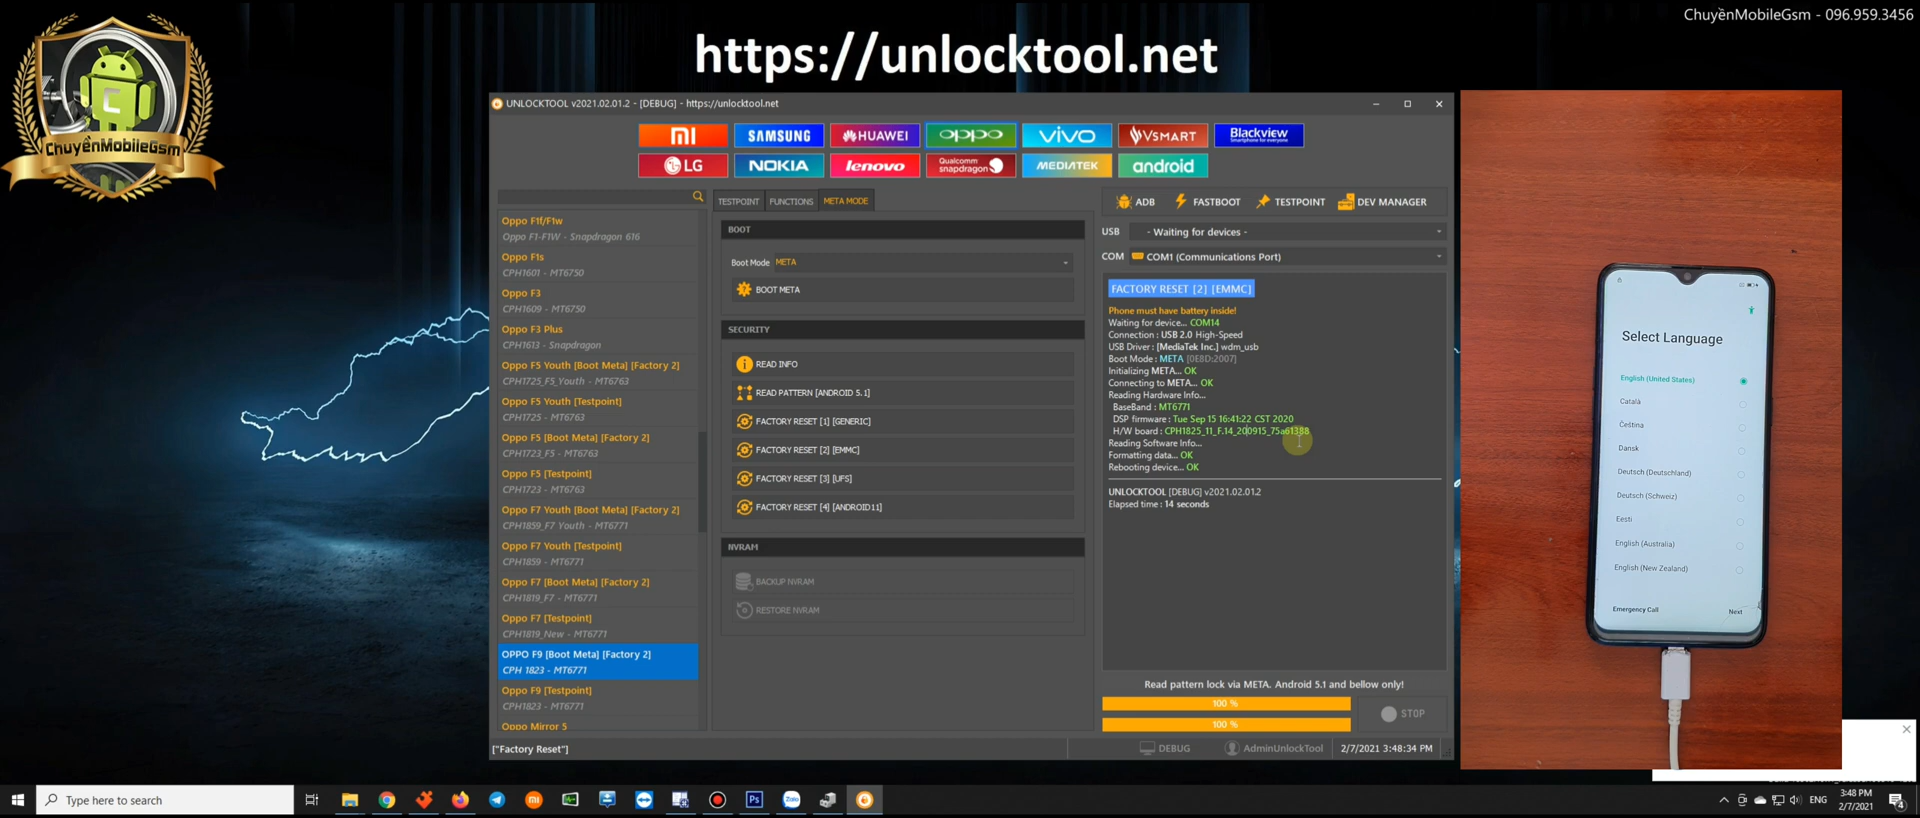 ChuyềnMobileGsm - 096.959.3456
https://unlocktool.net
C
ChuyềnMobileGsm
UNLOCKTOOL v2021.02.01.2 - [DEBUG] - https://unlocktool.net
MI
SAMSUNG
HUAWEI
oppo
vivo
VSMART
Blackview
Smartphone for everyone
LG
NOKIA
lenovo
Qualcomm
snapdragon
MEDIATEK
android
Oppo F1f/F1w
Oppo F1-F1W - Snapdragon 616
Oppo F1s
CPH1601 - MT6750
Oppo F3
CPH1609 - MT6750
Oppo F3 Plus
CPH1613 - Snapdragon
Oppo F5 Youth [Boot Meta] [Factory 2]
CPH1725_F5_Youth - MT6763
Oppo F5 Youth [Testpoint]
CPH1725 - MT6763
Oppo F5 [Boot Meta] [Factory 2]
CPH1723_F5 - MT6763
Oppo F5 [Testpoint]
CPH1723 - MT6763
Oppo F7 Youth [Boot Meta] [Factory 2]
CPH1859_F7 Youth - MT6771
Oppo F7 Youth [Testpoint]
CPH1859 - MT6771
Oppo F7 [Boot Meta] [Factory 2]
CPH1819_F7 - MT6771
Oppo F7 [Testpoint]
CPH1819_New - MT6771
OPPO F9 [Boot Meta] [Factory 2]
CPH 1823 - MT6771
Oppo F9 [Testpoint]
CPH1823 - MT6771
Oppo Mirror 5
TESTPOINT
FUNCTIONS
META MODE
BOOT
Boot Mode META
BOOT META
SECURITY
READ INFO
READ PATTERN [ANDROID 5.1]
FACTORY RESET [1] [GENERIC]
FACTORY RESET [2] [EMMC]
FACTORY RESET [3] [UFS]
FACTORY RESET [4] [ANDROID11]
NVRAM
BACKUP NVRAM
RESTORE NVRAM
ADB
FASTBOOT
TESTPOINT
DEV MANAGER
USB - Waiting for devices -
COM COM1 (Communications Port)
FACTORY RESET [2] [EMMC]
Phone must have battery inside!
Waiting for device... COM14
Connection : USB 2.0 High-Speed
USB Driver : [MediaTek Inc.] wdm_usb
Boot Mode : META [0E8D:2007]
Initializing META... OK
Connecting to META... OK
Reading Hardware Info...
BaseBand : MT6771
DSP firmware : Tue Sep 15 16:41:22 CST 2020
H/W board : CPH1825_11_F.14_200915_75a61388
Reading Software Info...
Formatting data... OK
Rebooting device... OK
UNLOCKTOOL [DEBUG] v2021.02.01.2
Elapsed time : 14 seconds
Read pattern lock via META. Android 5.1 and bellow only!
100 %
100 %
STOP
["Factory Reset"]
DEBUG
AdminUnlockTool
2/7/2021 3:48:34 PM
Select Language
English (United States)
Català
Čeština
Dansk
Deutsch (Deutschland)
Deutsch (Schweiz)
Eesti
English (Australia)
English (New Zealand)
Emergency Call
Next
Type here to search
Ps
Zalo
ENG
3:48 PM
2/7/2021
4